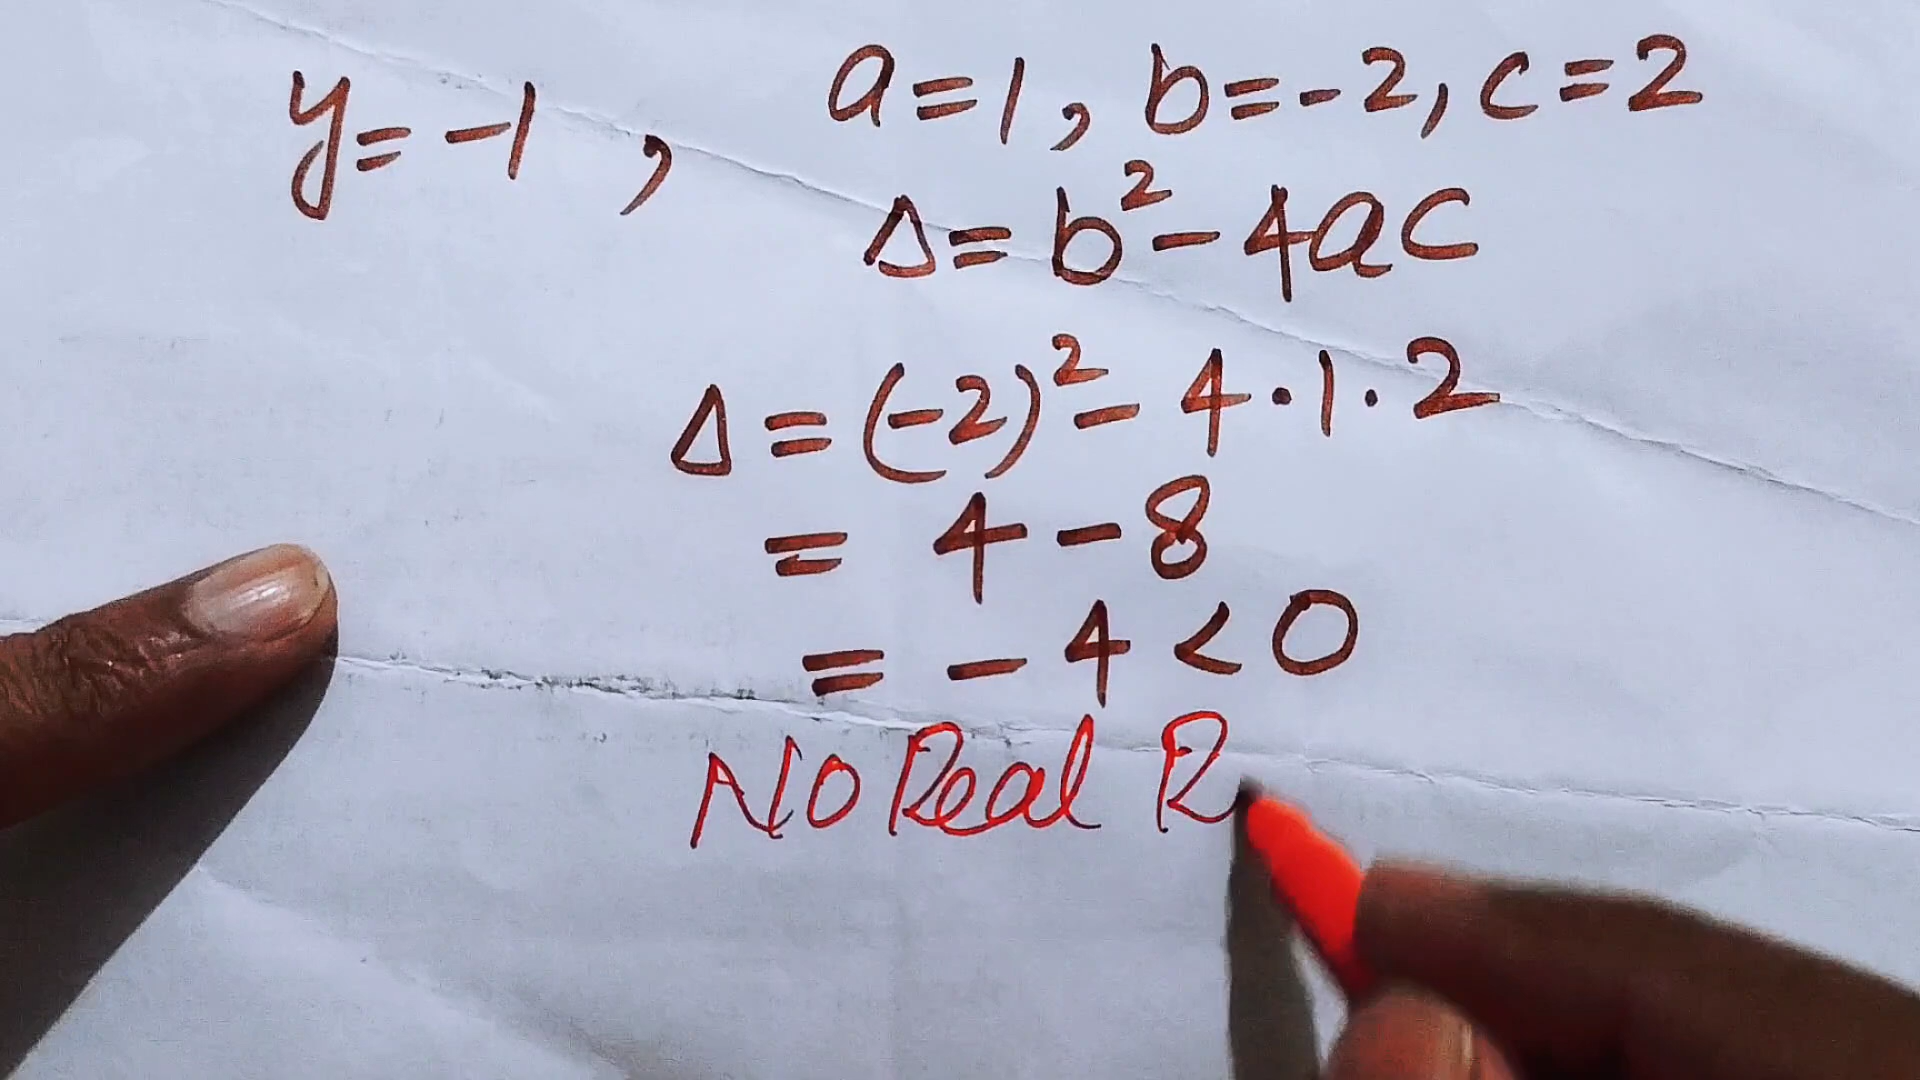 y = -1 , a = 1 , b = -2 , c = 2
Δ = b² - 4ac
Δ = (-2)² - 4 · 1 · 2
= 4 - 8
= - 4 < 0
No Real R